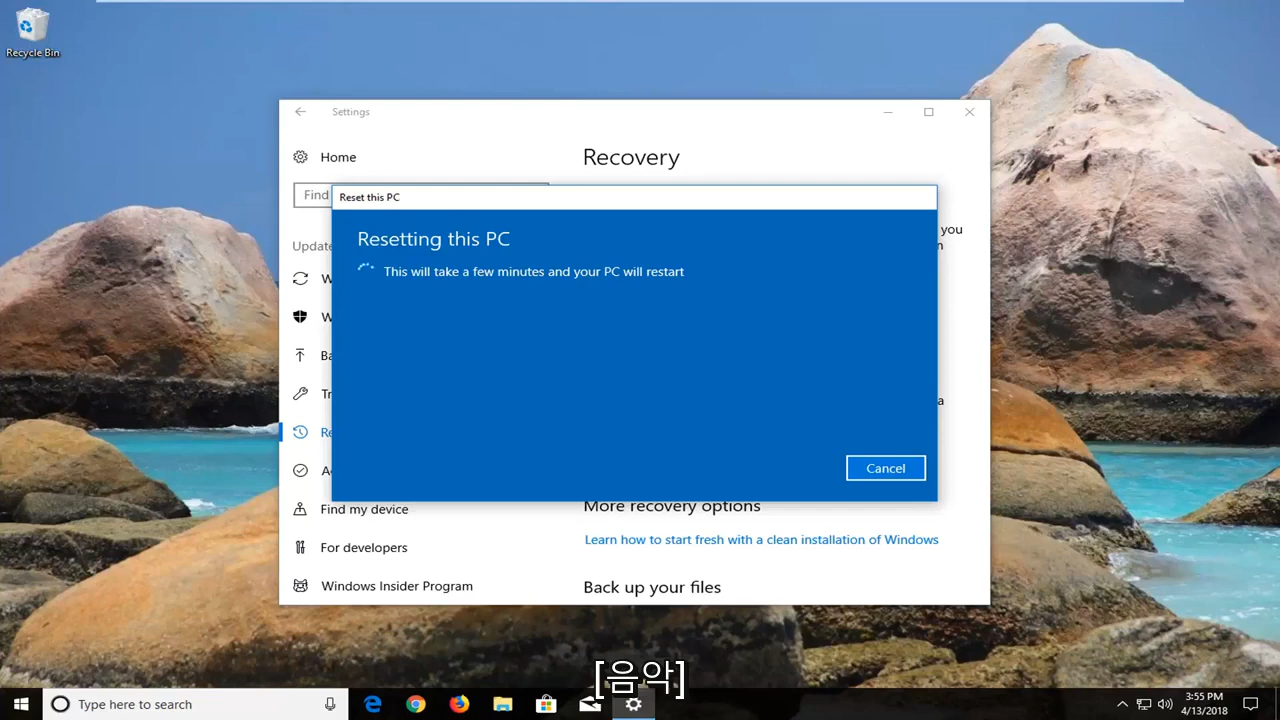 Recycle Bin
Settings
Home
Recovery
Find
Reset this PC
Resetting this PC
This will take a few minutes and your PC will restart
Cancel
you
a
Find my device
For developers
Windows Insider Program
More recovery options
Learn how to start fresh with a clean installation of Windows
Back up your files
[음악]
Type here to search
3:55 PM
4/13/2018